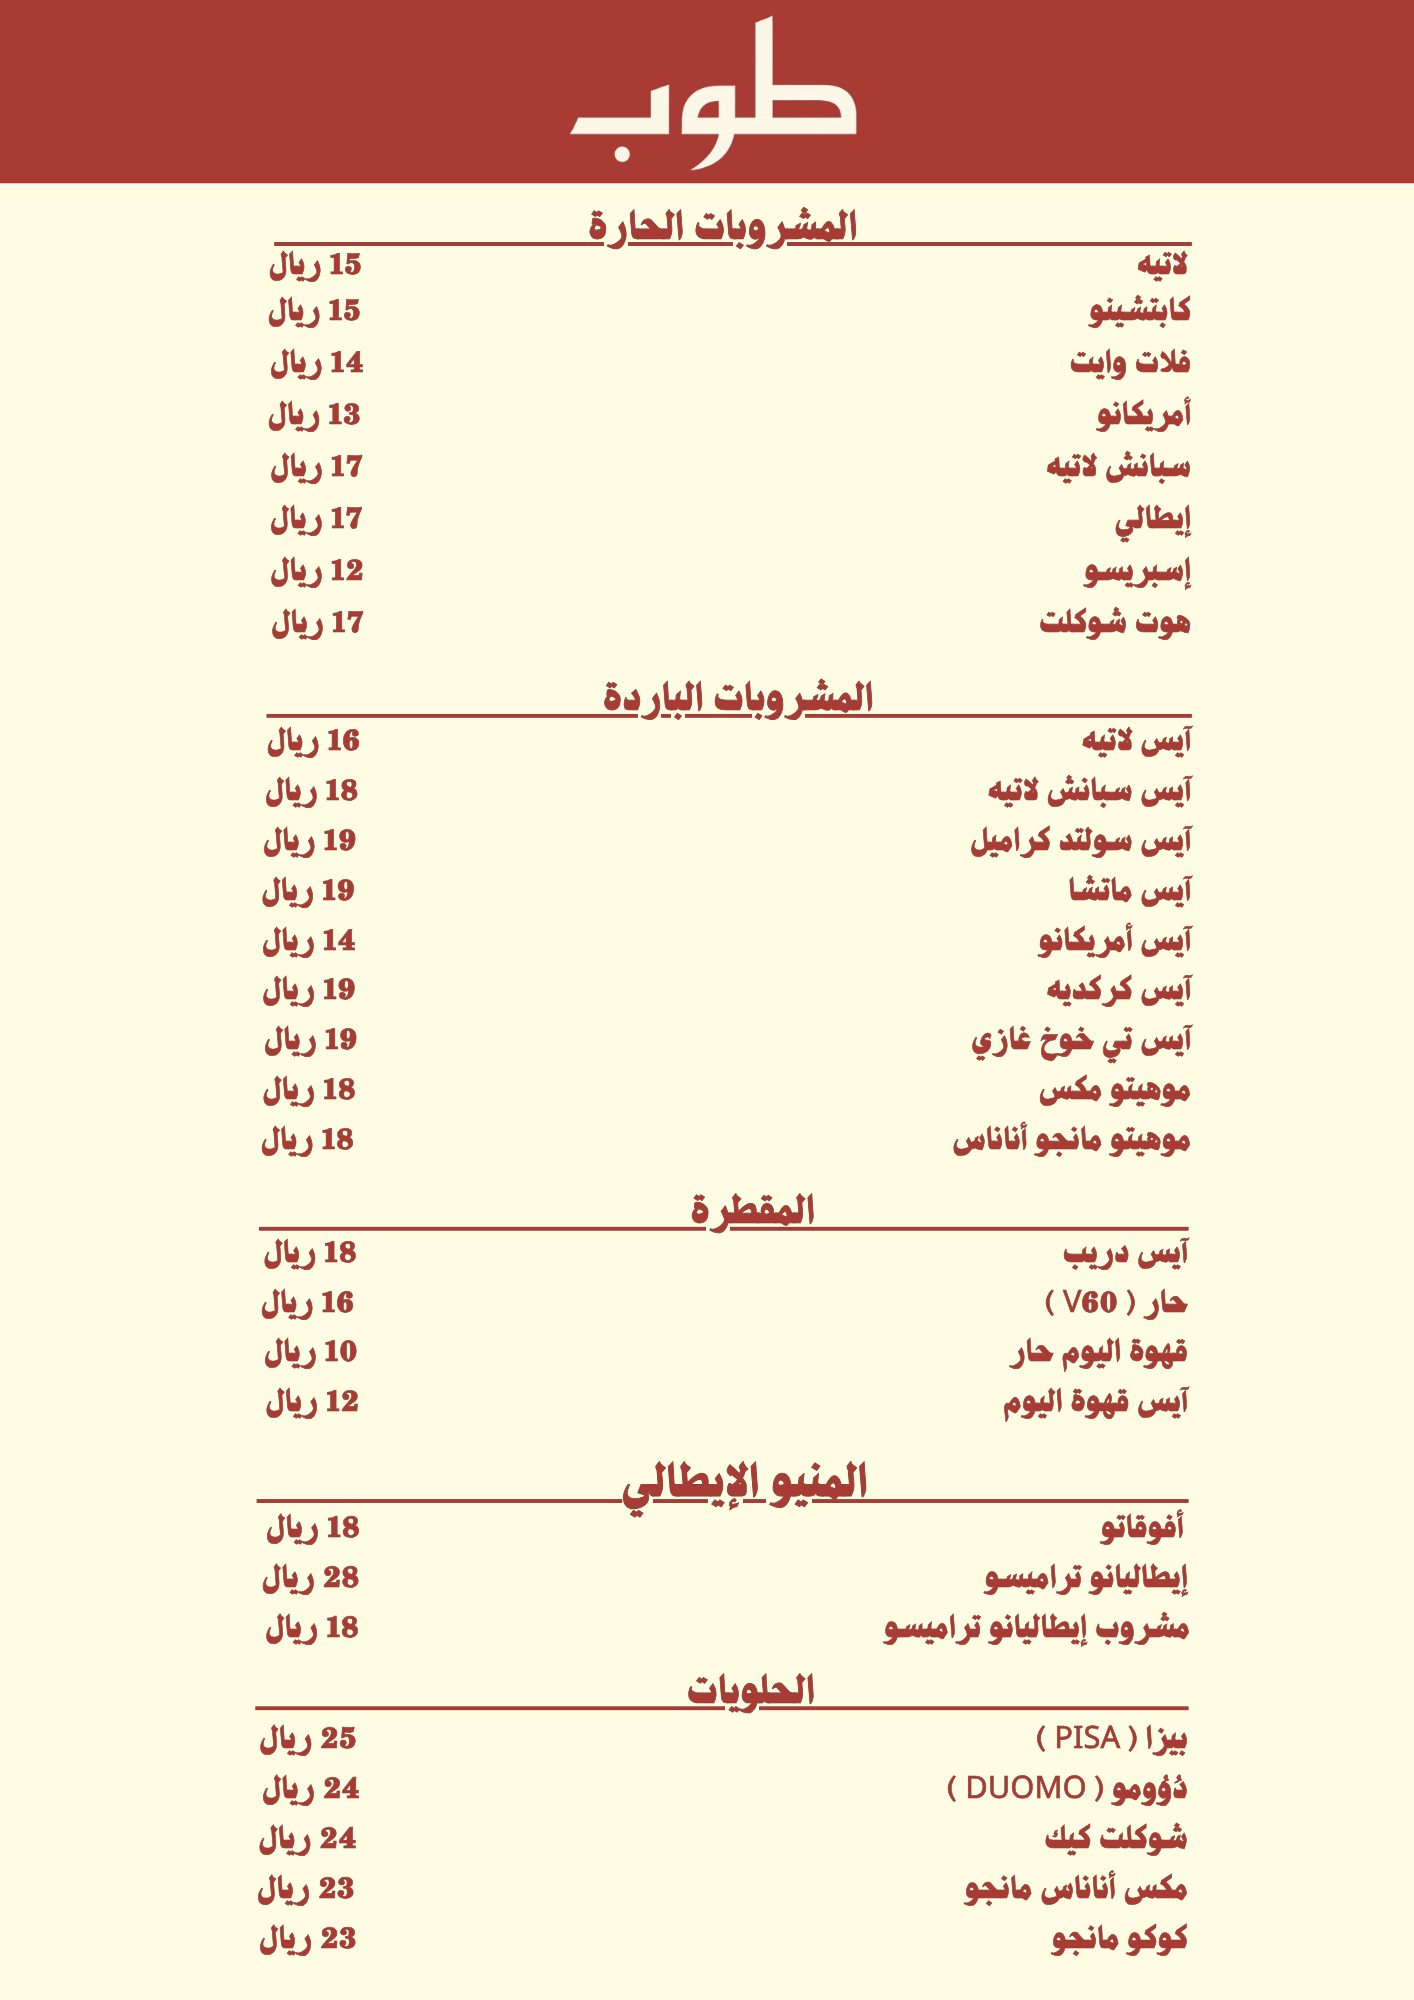 طوب
المشروبات الحارة
لاتيه 15 ريال
كابتشينو 15 ريال
فلات وايت 14 ريال
أمريكانو 13 ريال
سبانش لاتيه 17 ريال
إيطالي 17 ريال
إسبريسو 12 ريال
هوت شوكلت 17 ريال
المشروبات الباردة
آيس لاتيه 16 ريال
آيس سبانش لاتيه 18 ريال
آيس سولتد كراميل 19 ريال
آيس ماتشا 19 ريال
آيس أمريكانو 14 ريال
آيس كركديه 19 ريال
آيس تي خوخ غازي 19 ريال
موهيتو مكس 18 ريال
موهيتو مانجو أناناس 18 ريال
المقطرة
آيس دريب 18 ريال
حار ( V60 ) 16 ريال
قهوة اليوم حار 10 ريال
آيس قهوة اليوم 12 ريال
المنيو الإيطالي
أفوقاتو 18 ريال
إيطاليانو تراميسو 28 ريال
مشروب إيطاليانو تراميسو 18 ريال
الحلويات
بيزا ( PISA ) 25 ريال
دُؤومو ( DUOMO ) 24 ريال
شوكلت كيك 24 ريال
مكس أناناس مانجو 23 ريال
كوكو مانجو 23 ريال